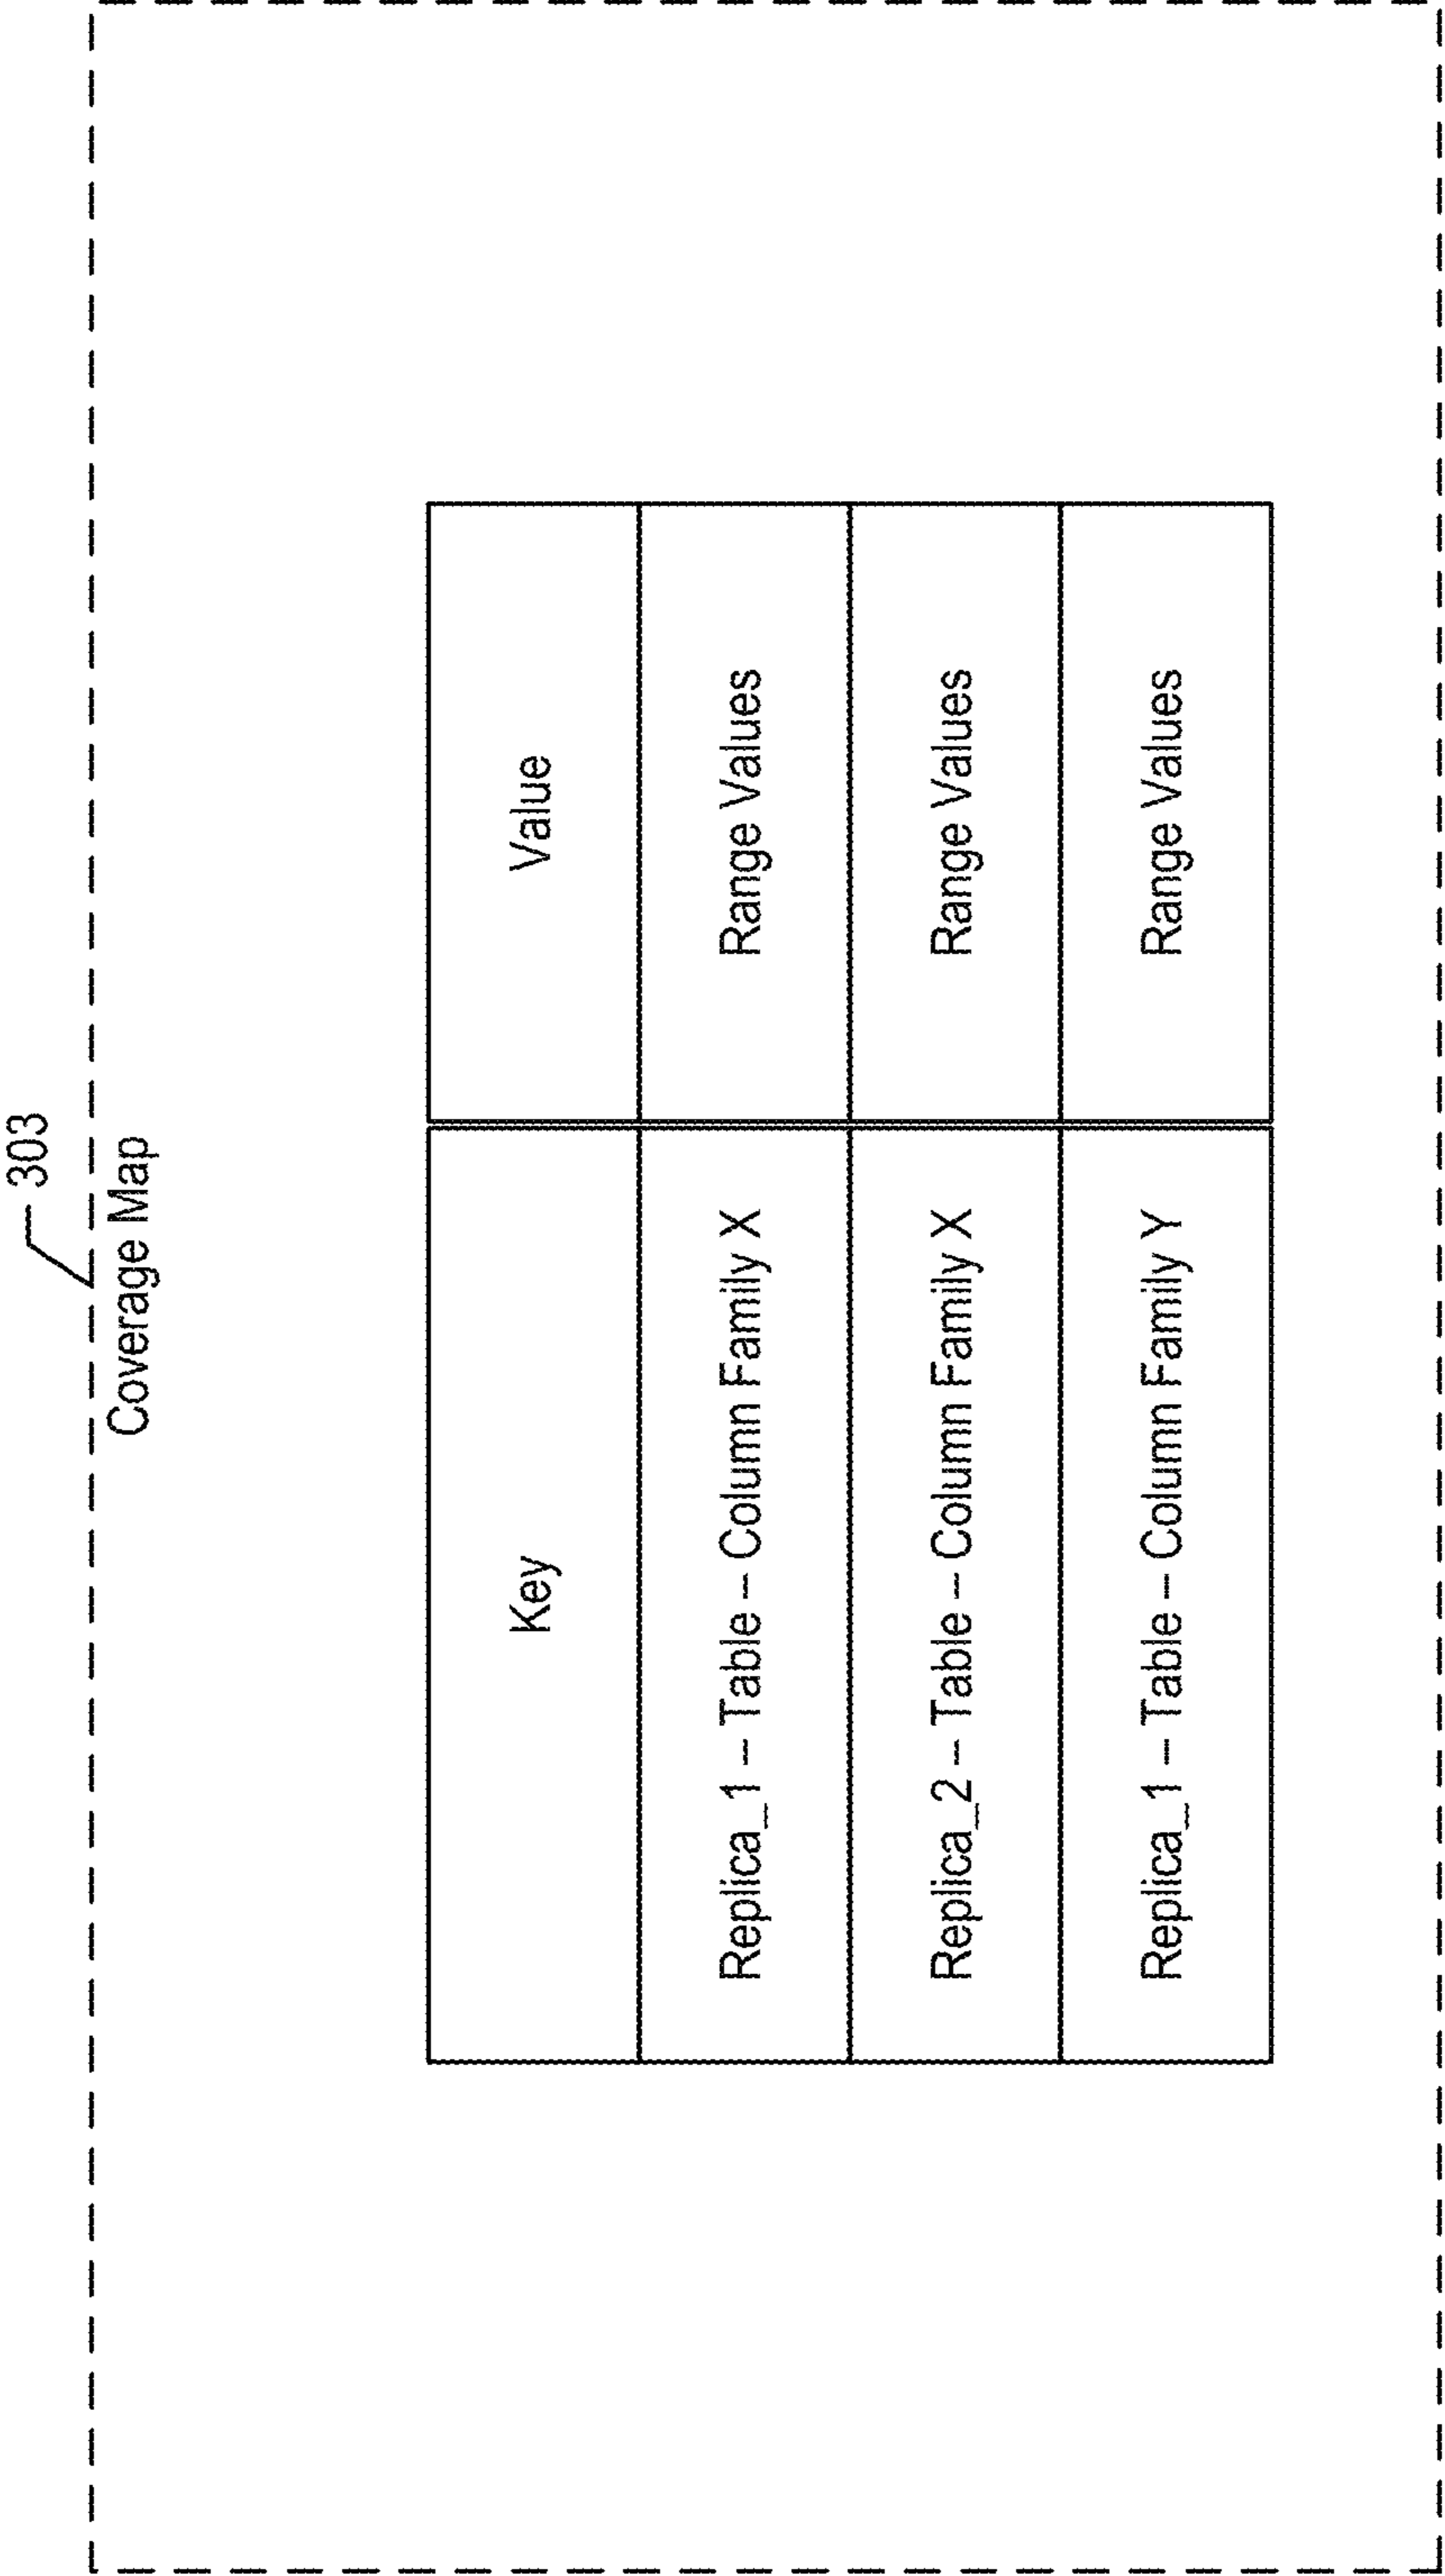 303
Coverage Map
Key Value
Replica_1 – Table – Column Family X Range Values
Replica_2 – Table – Column Family X Range Values
Replica_1 – Table – Column Family Y Range Values